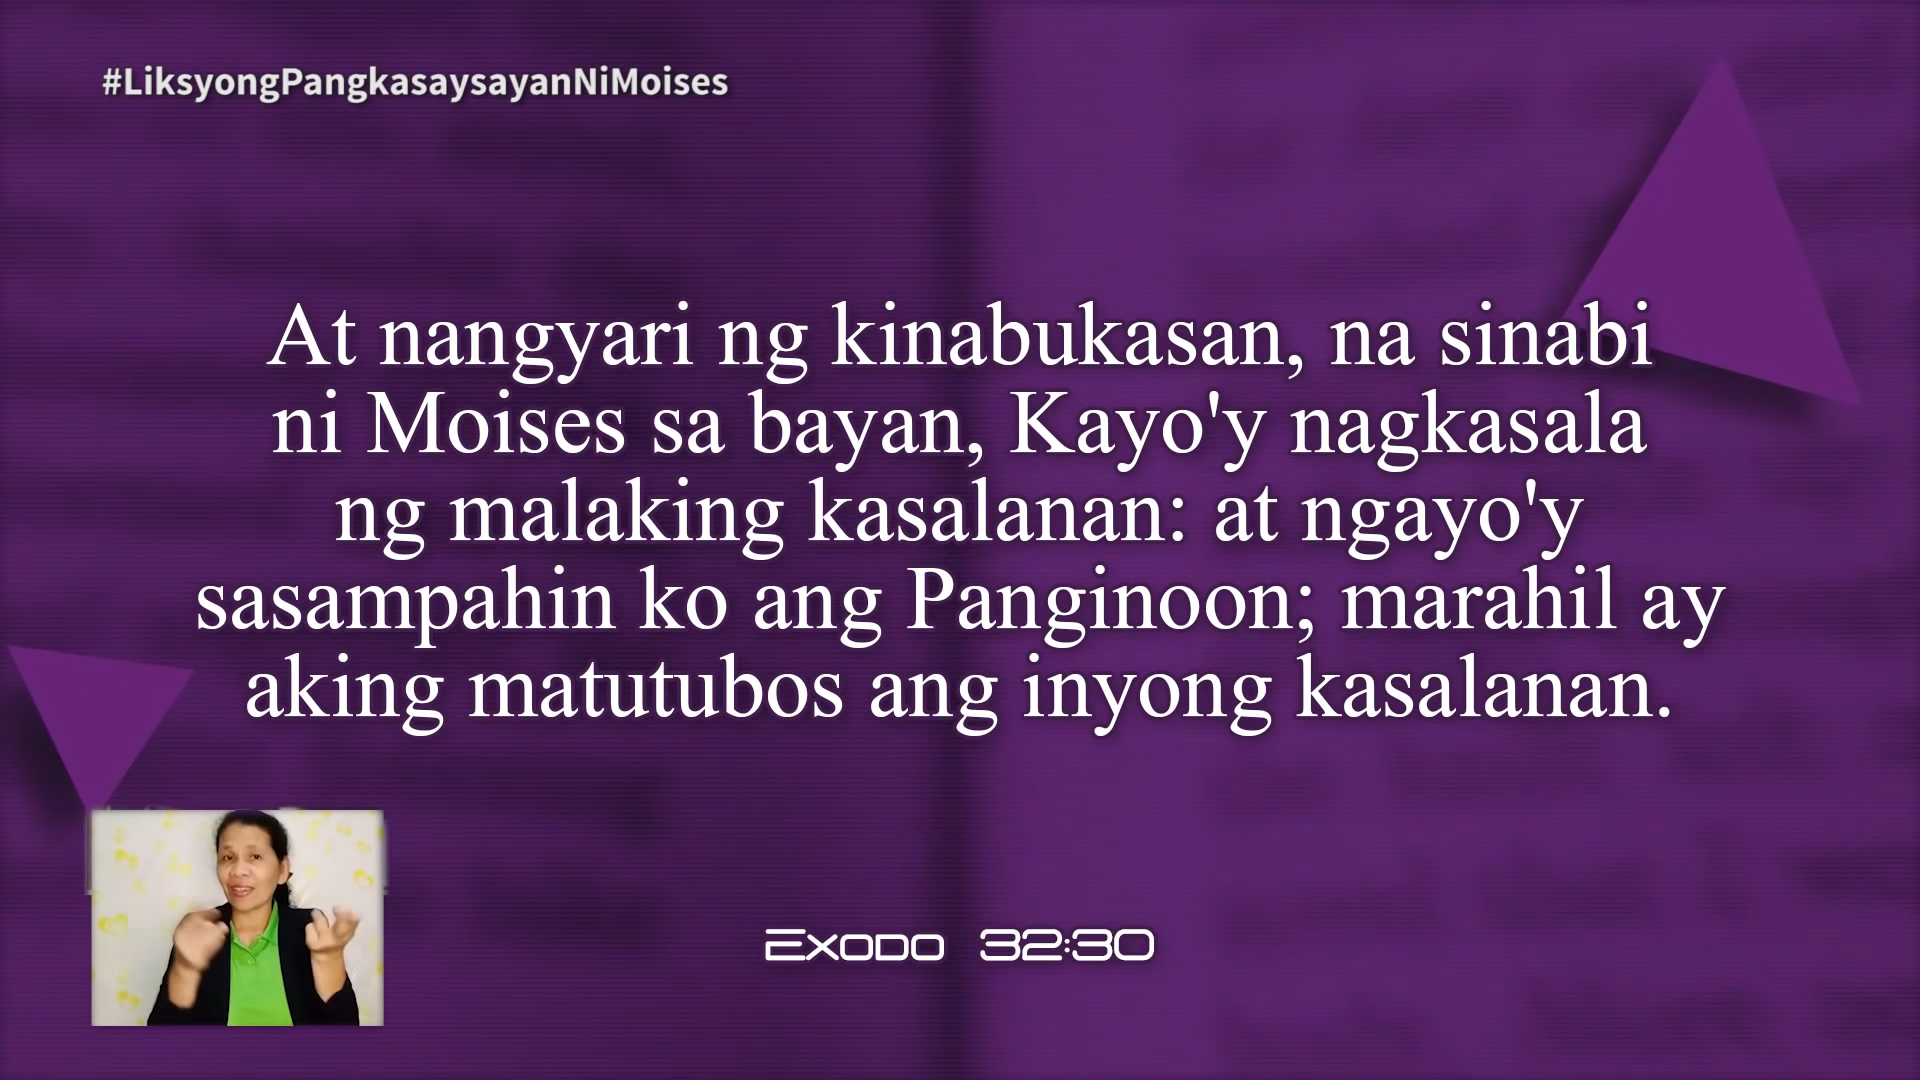 #LiksyongPangkasaysayanNiMoises
At nangyari ng kinabukasan, na sinabi
ni Moises sa bayan, Kayo'y nagkasala
ng malaking kasalanan: at ngayo'y
sasampahin ko ang Panginoon; marahil ay
aking matutubos ang inyong kasalanan.
Exodo 32:30